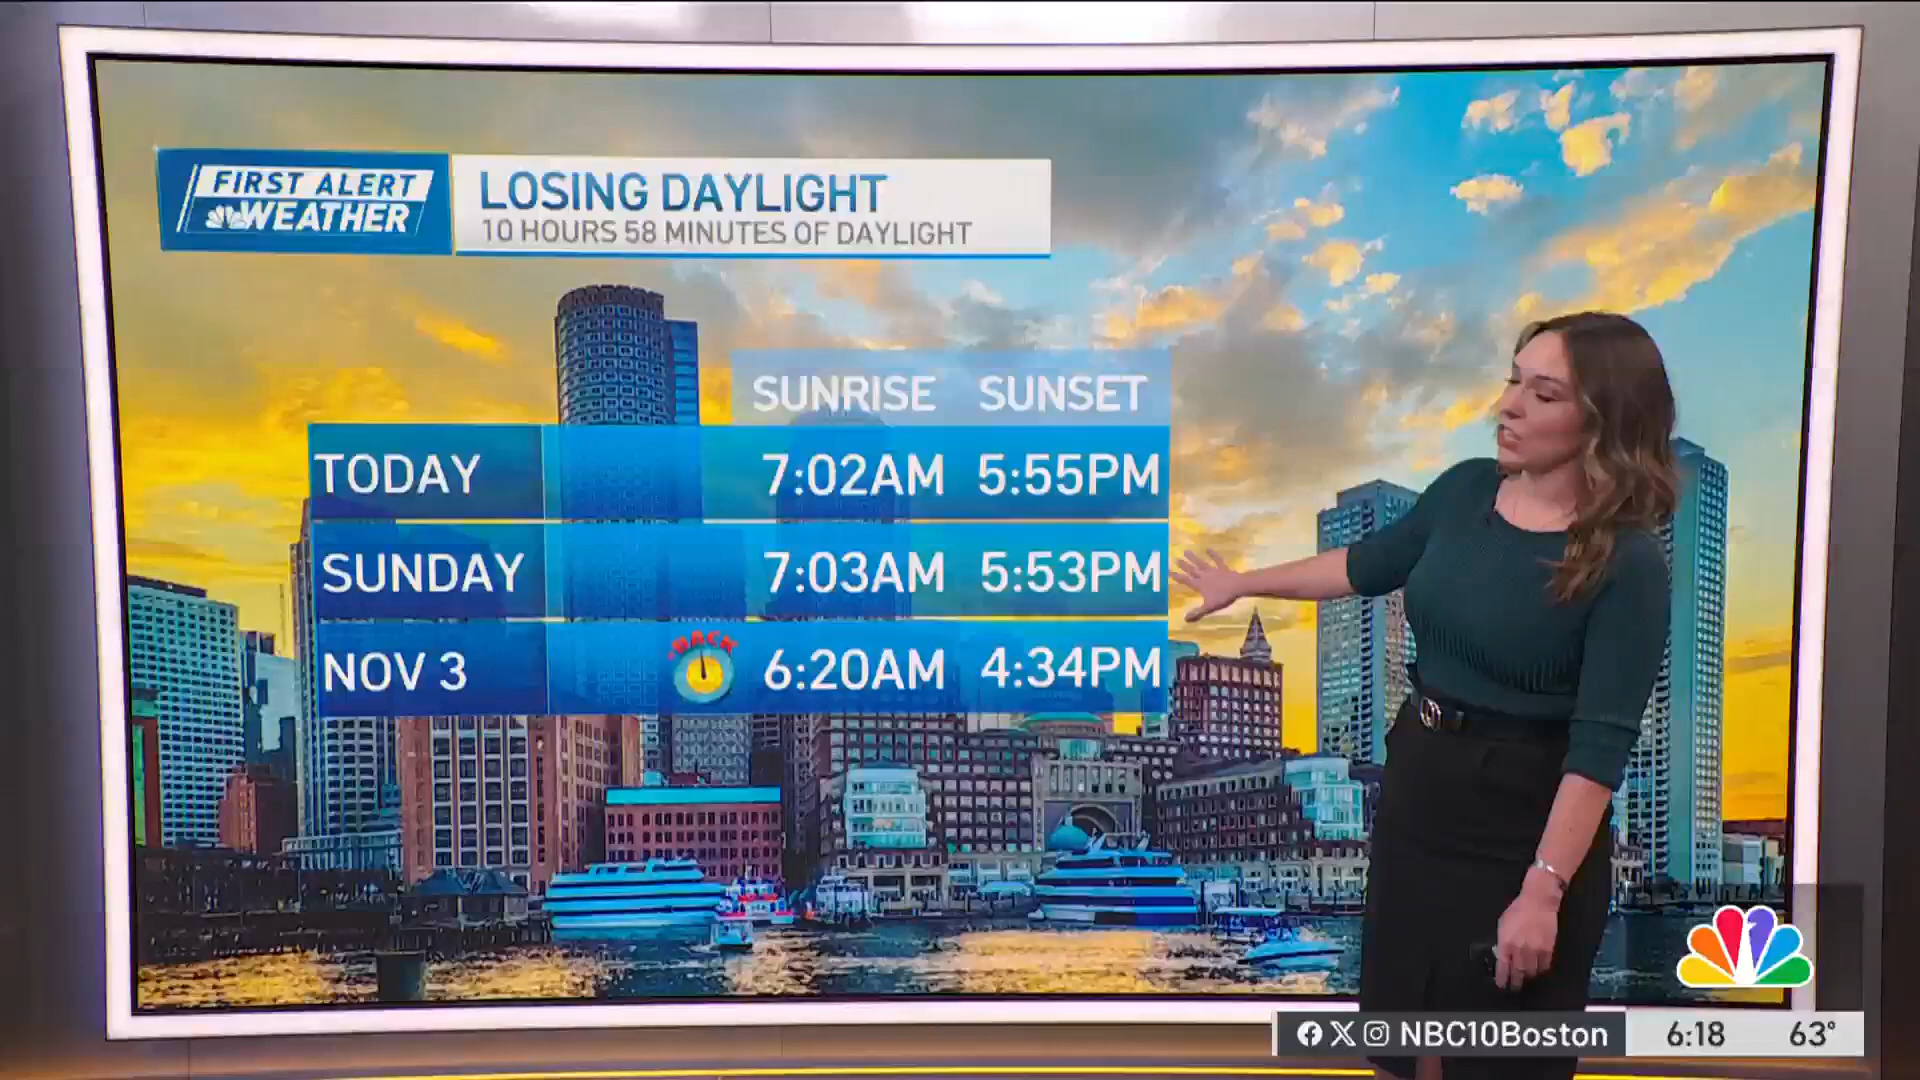 FIRST ALERT
WEATHER
LOSING DAYLIGHT
10 HOURS 58 MINUTES OF DAYLIGHT
SUNRISE SUNSET
TODAY 7:02AM 5:55PM
SUNDAY 7:03AM 5:53PM
BACK
NOV 3 6:20AM 4:34PM
NBC10Boston 6:18 63°